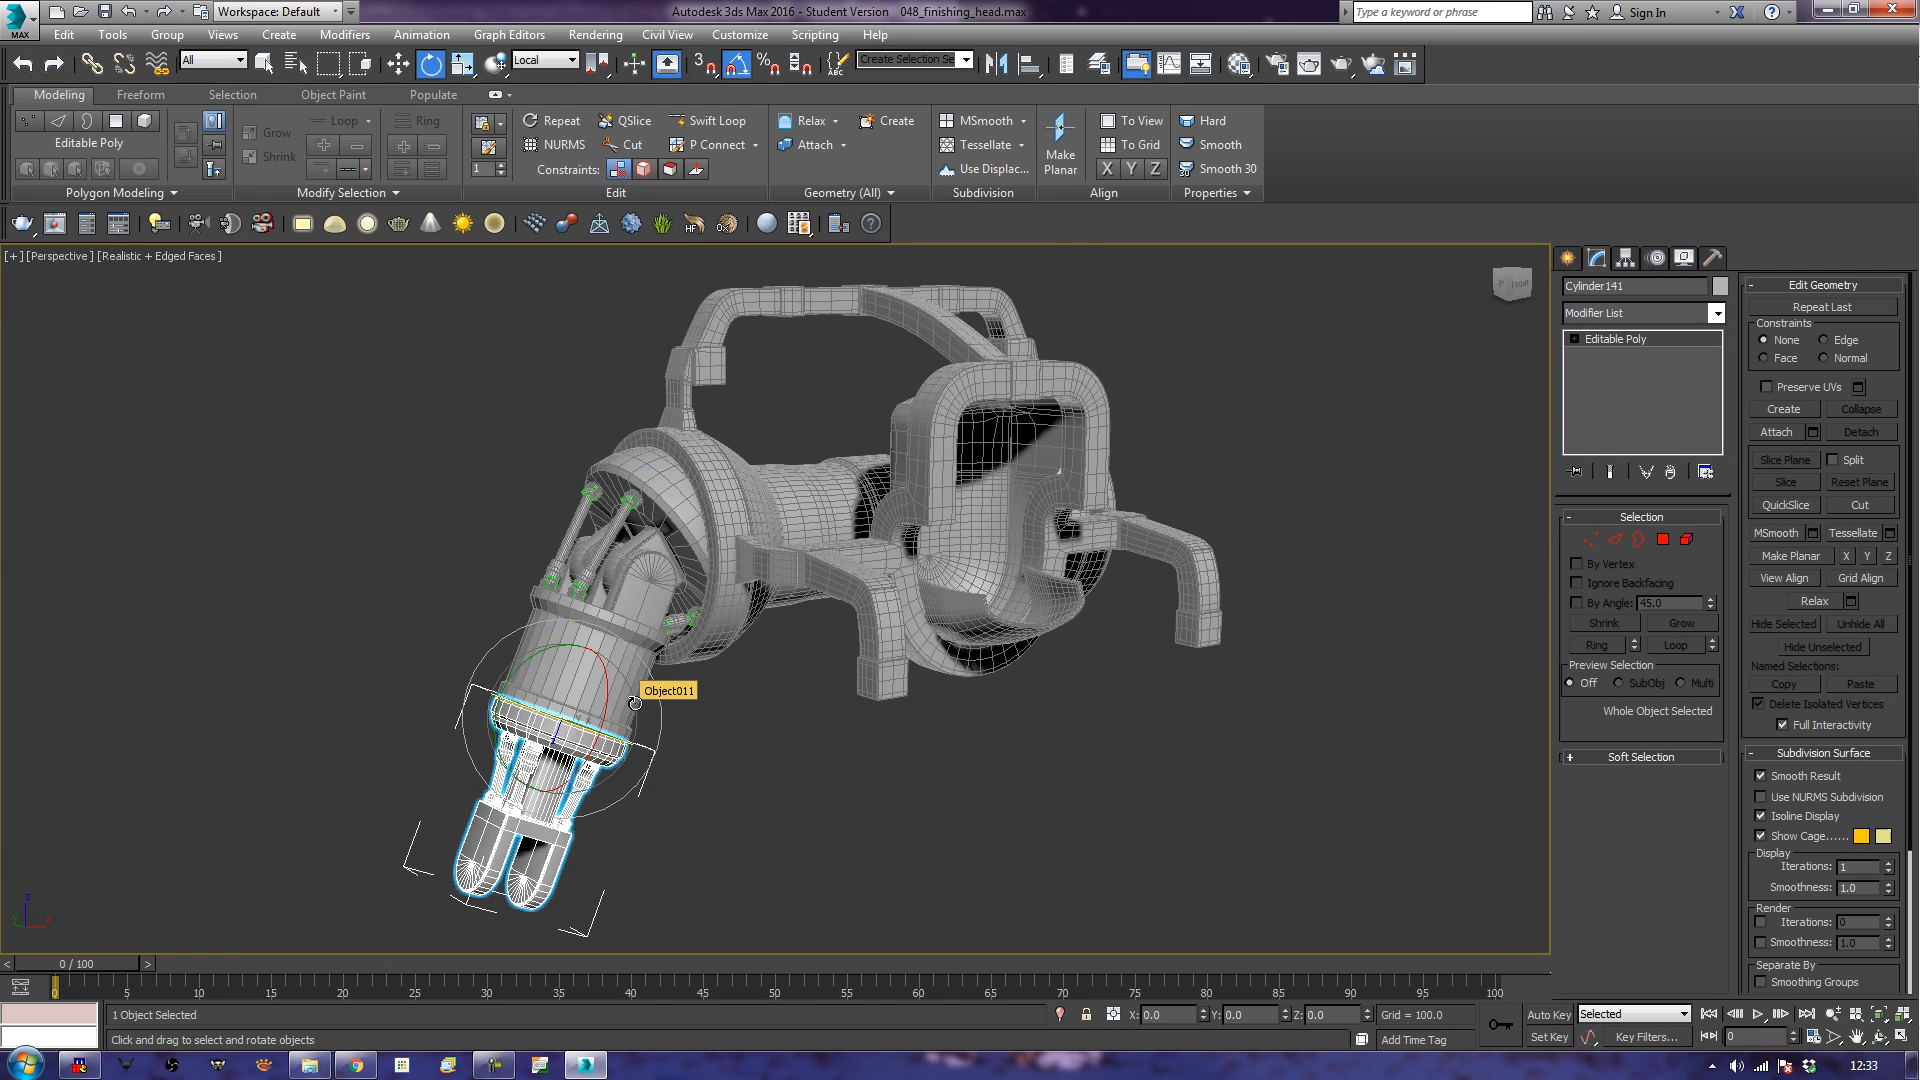 Workspace: Default
Autodesk 3ds Max 2016 - Student Version 048_finishing_head.max
Type a keyword or phrase
Sign In
MAX
Edit Tools Group Views Create Modifiers Animation Graph Editors Rendering Civil View Customize Scripting Help
All
Local
3
ABC
Create Selection Se
Modeling Freeform Selection Object Paint Populate
Editable Poly
Polygon Modeling
Grow
Shrink
Loop
Ring
Modify Selection
1
Repeat QSlice Swift Loop
NURMS Cut P Connect
Constraints:
Edit
Relax Create
Attach
Geometry (All)
MSmooth
Tessellate
Use Displac...
Subdivision
Make
Planar
To View
To Grid
X Y Z
Align
Hard
Smooth
Smooth 30
Properties
HF
[+] [Perspective ] [Realistic + Edged Faces ]
FRONT
Object011
z
x
Cylinder141
Modifier List
Editable Poly
Selection
By Vertex
Ignore Backfacing
By Angle: 45.0
Shrink Grow
Ring Loop
Preview Selection
Off SubObj Multi
Whole Object Selected
Soft Selection
Edit Geometry
Repeat Last
Constraints
None Edge
Face Normal
Preserve UVs
Create Collapse
Attach Detach
Slice Plane Split
Slice Reset Plane
QuickSlice Cut
MSmooth Tessellate
Make Planar X Y Z
View Align Grid Align
Relax
Hide Selected Unhide All
Hide Unselected
Named Selections:
Copy Paste
Delete Isolated Vertices
Full Interactivity
Subdivision Surface
Smooth Result
Use NURMS Subdivision
Isoline Display
Show Cage......
Display
Iterations: 1
Smoothness: 1.0
Render
Iterations: 0
Smoothness: 1.0
Separate By
Smoothing Groups
< 0 / 100 >
0 5 10 15 20 25 30 35 40 45 50 55 60 65 70 75 80 85 90 95 100
1 Object Selected
X: 0.0 Y: 0.0 Z: 0.0 Grid = 100.0
Auto Key Selected
Click and drag to select and rotate objects
Add Time Tag
Set Key Key Filters... 0
12:33